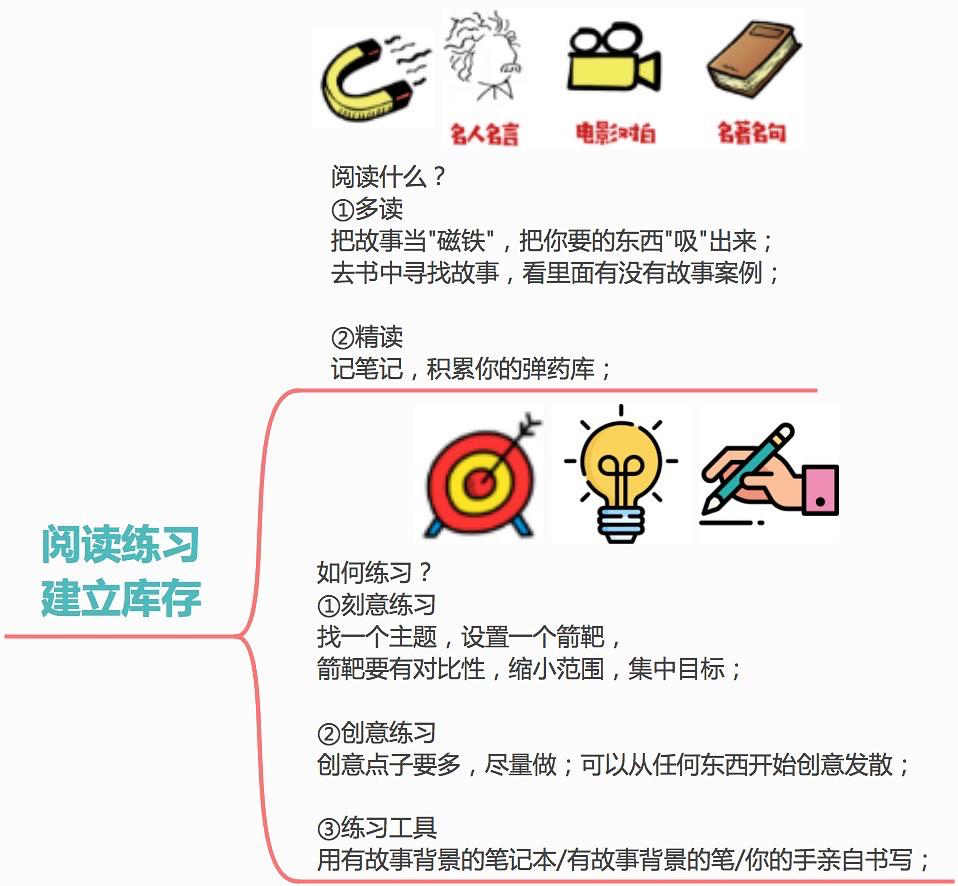 名人名言 电影对白 名著名句
阅读什么？
①多读
把故事当"磁铁"，把你要的东西"吸"出来；
去书中寻找故事，看里面有没有故事案例；
②精读
记笔记，积累你的弹药库；
阅读练习
建立库存
如何练习？
①刻意练习
找一个主题，设置一个箭靶，
箭靶要有对比性，缩小范围，集中目标；
②创意练习
创意点子要多，尽量做；可以从任何东西开始创意发散；
③练习工具
用有故事背景的笔记本/有故事背景的笔/你的手亲自书写；